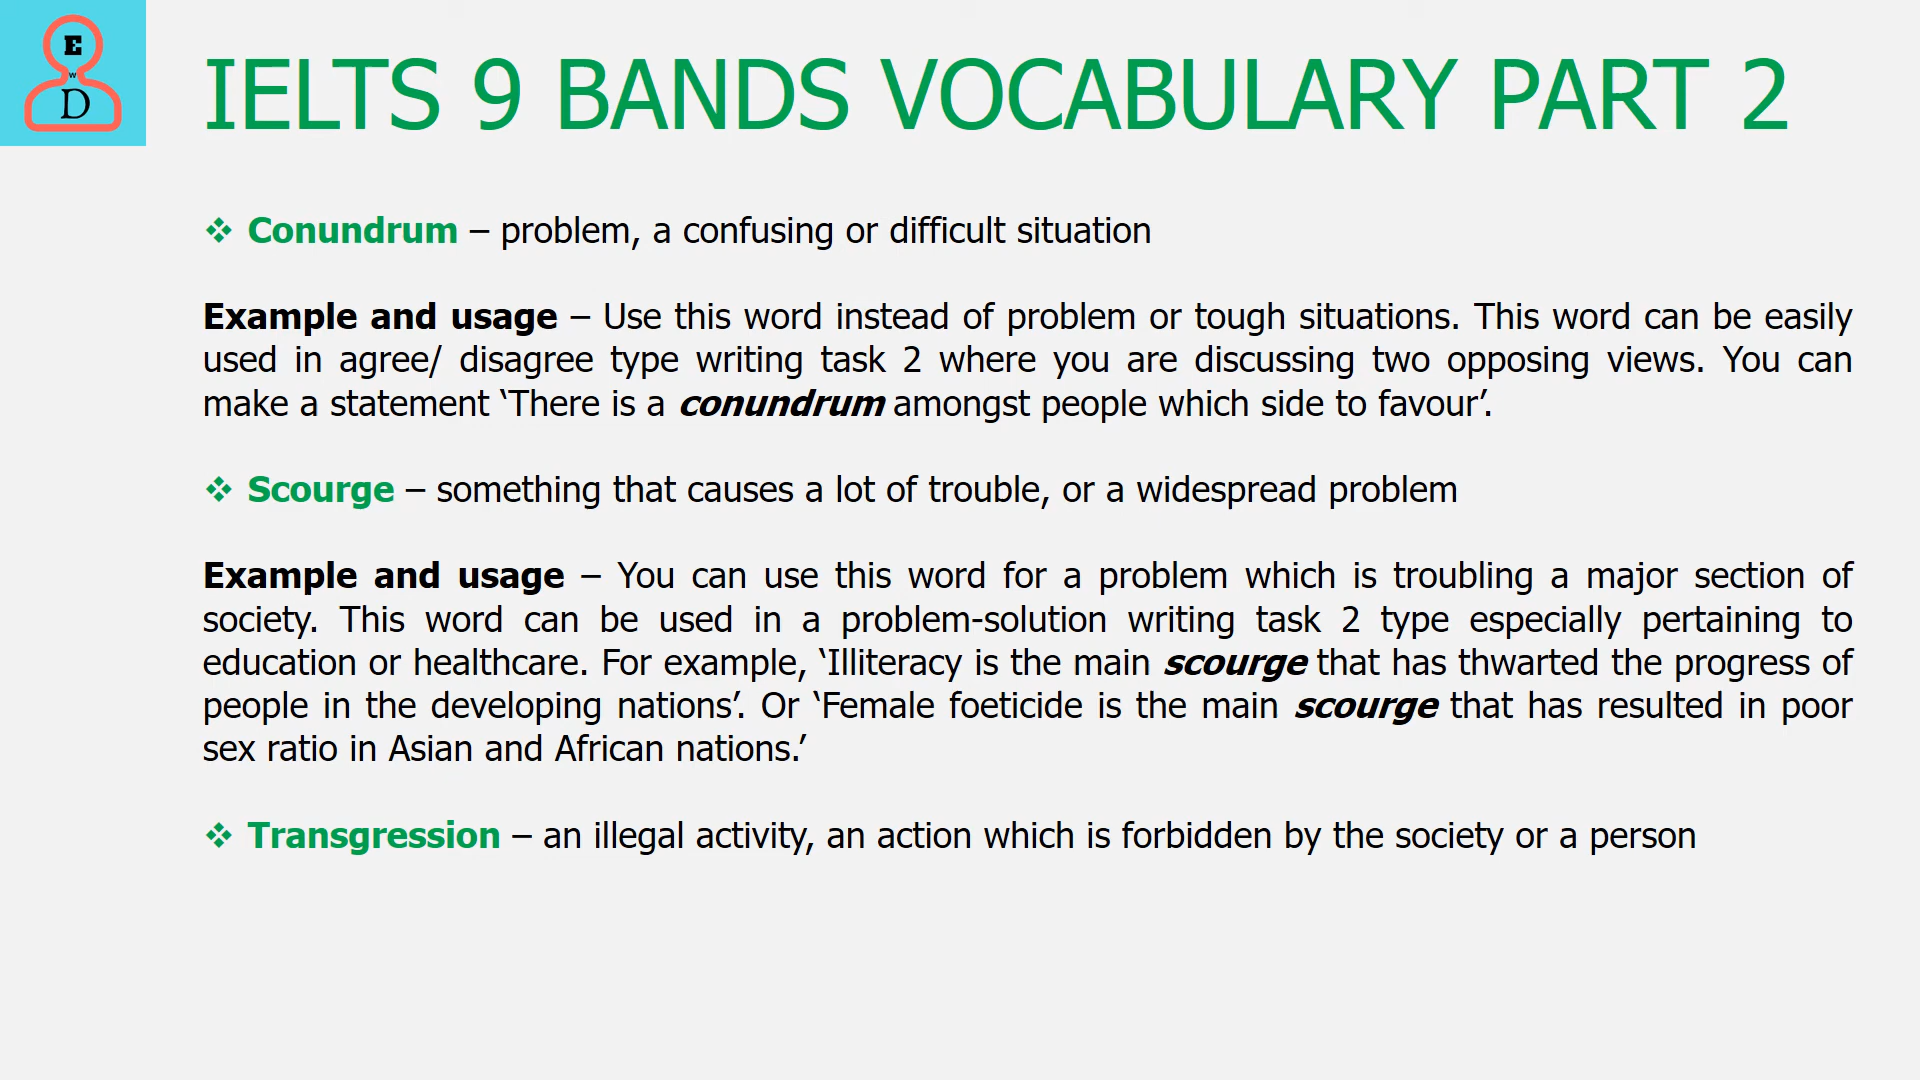 E
w
D
IELTS 9 BANDS VOCABULARY PART 2
❖ Conundrum – problem, a confusing or difficult situation
Example and usage – Use this word instead of problem or tough situations. This word can be easily
used in agree/ disagree type writing task 2 where you are discussing two opposing views. You can
make a statement ‘There is a conundrum amongst people which side to favour’.
❖ Scourge – something that causes a lot of trouble, or a widespread problem
Example and usage – You can use this word for a problem which is troubling a major section of
society. This word can be used in a problem-solution writing task 2 type especially pertaining to
education or healthcare. For example, ‘Illiteracy is the main scourge that has thwarted the progress of
people in the developing nations’. Or ‘Female foeticide is the main scourge that has resulted in poor
sex ratio in Asian and African nations.’
❖ Transgression – an illegal activity, an action which is forbidden by the society or a person